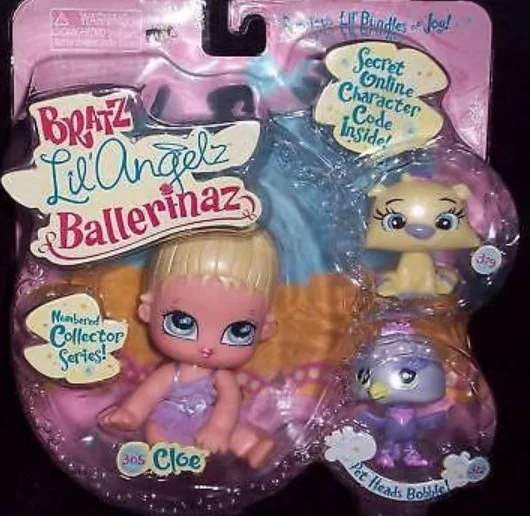 WARNING:
Lil' Bundles of Joy!
Secret
Online
Character
Code
Inside!
BRATZ
Lil' Angelz
Ballerinaz
379
Numbered
Collector
Series!
305 Cloe
Pet Heads Bobble!